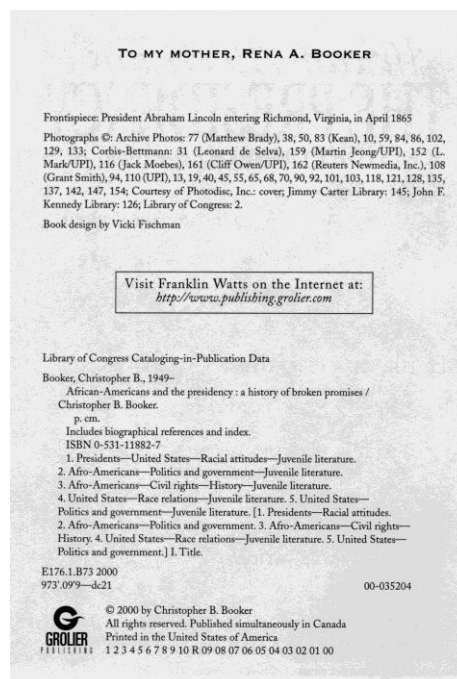 TO MY MOTHER, RENA A. BOOKER
Frontispiece: President Abraham Lincoln entering Richmond, Virginia, in April 1865
Photographs ©: Archive Photos: 77 (Matthew Brady), 38, 50, 83 (Kean), 10, 59, 84, 86, 102,
129, 133; Corbis-Bettmann: 31 (Leonard de Selva), 159 (Martin Jeong/UPI), 152 (L.
Mark/UPI), 116 (Jack Moebes), 161 (Cliff Owen/UPI), 162 (Reuters Newmedia, Inc.), 108
(Grant Smith), 94, 110 (UPI), 13, 19, 40, 45, 55, 65, 68, 70, 90, 92, 101, 103, 118, 121, 128, 135,
137, 142, 147, 154; Courtesy of Photodisc, Inc.: cover; Jimmy Carter Library: 145; John F.
Kennedy Library: 126; Library of Congress: 2.
Book design by Vicki Fischman
Visit Franklin Watts on the Internet at:
http://www.publishing.grolier.com
Library of Congress Cataloging-in-Publication Data
Booker, Christopher B., 1949–
African-Americans and the presidency : a history of broken promises /
Christopher B. Booker.
p. cm.
Includes biographical references and index.
ISBN 0-531-11882-7
1. Presidents—United States—Racial attitudes—Juvenile literature.
2. Afro-Americans—Politics and government—Juvenile literature.
3. Afro-Americans—Civil rights—History—Juvenile literature.
4. United States—Race relations—Juvenile literature. 5. United States—
Politics and government—Juvenile literature. [1. Presidents—Racial attitudes.
2. Afro-Americans—Politics and government. 3. Afro-Americans—Civil rights—
History. 4. United States—Race relations—Juvenile literature. 5. United States—
Politics and government.] I. Title.
E176.1.B73 2000
973'.09'9—dc21 00-035204
© 2000 by Christopher B. Booker
All rights reserved. Published simultaneously in Canada
Printed in the United States of America
1 2 3 4 5 6 7 8 9 10 R 09 08 07 06 05 04 03 02 01 00
GROLIER
PUBLISHING